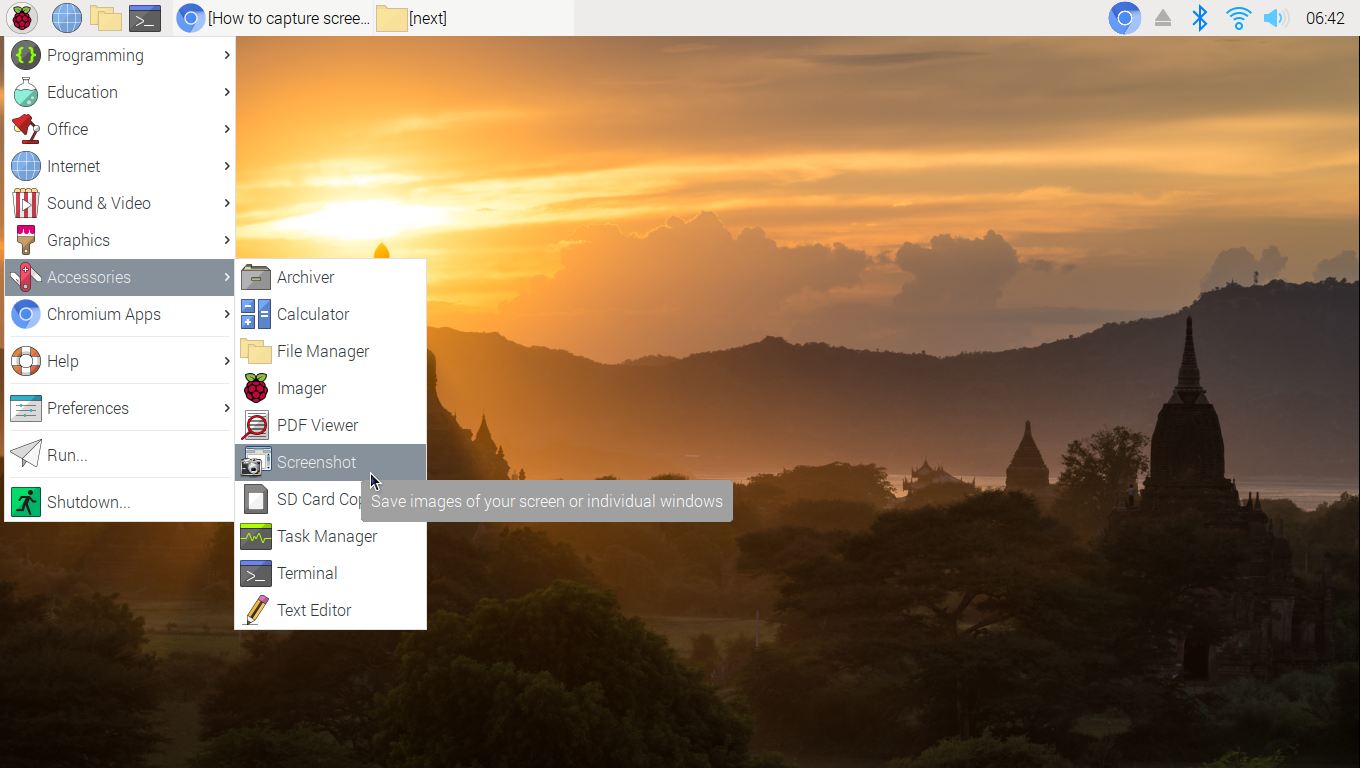 [How to capture scree...
[next]
06:42
Programming
Education
Office
Internet
Sound & Video
Graphics
Accessories
Chromium Apps
Help
Preferences
Run...
Shutdown...
Archiver
Calculator
File Manager
Imager
PDF Viewer
Screenshot
SD Card Cop
Save images of your screen or individual windows
Task Manager
Terminal
Text Editor